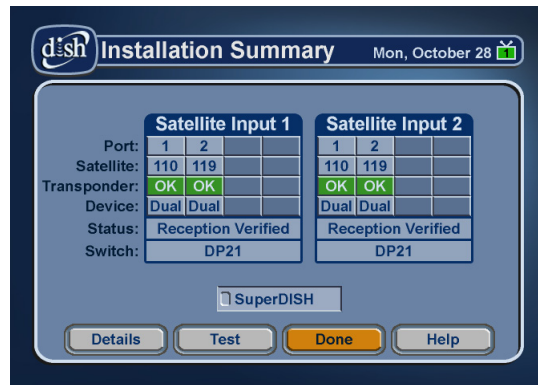 dish Installation Summary Mon, October 28 1
Satellite Input 1 Satellite Input 2
Port: 1 2 1 2
Satellite: 110 119 110 119
Transponder: OK OK OK OK
Device: Dual Dual Dual Dual
Status: Reception Verified Reception Verified
Switch: DP21 DP21
SuperDISH
Details Test Done Help